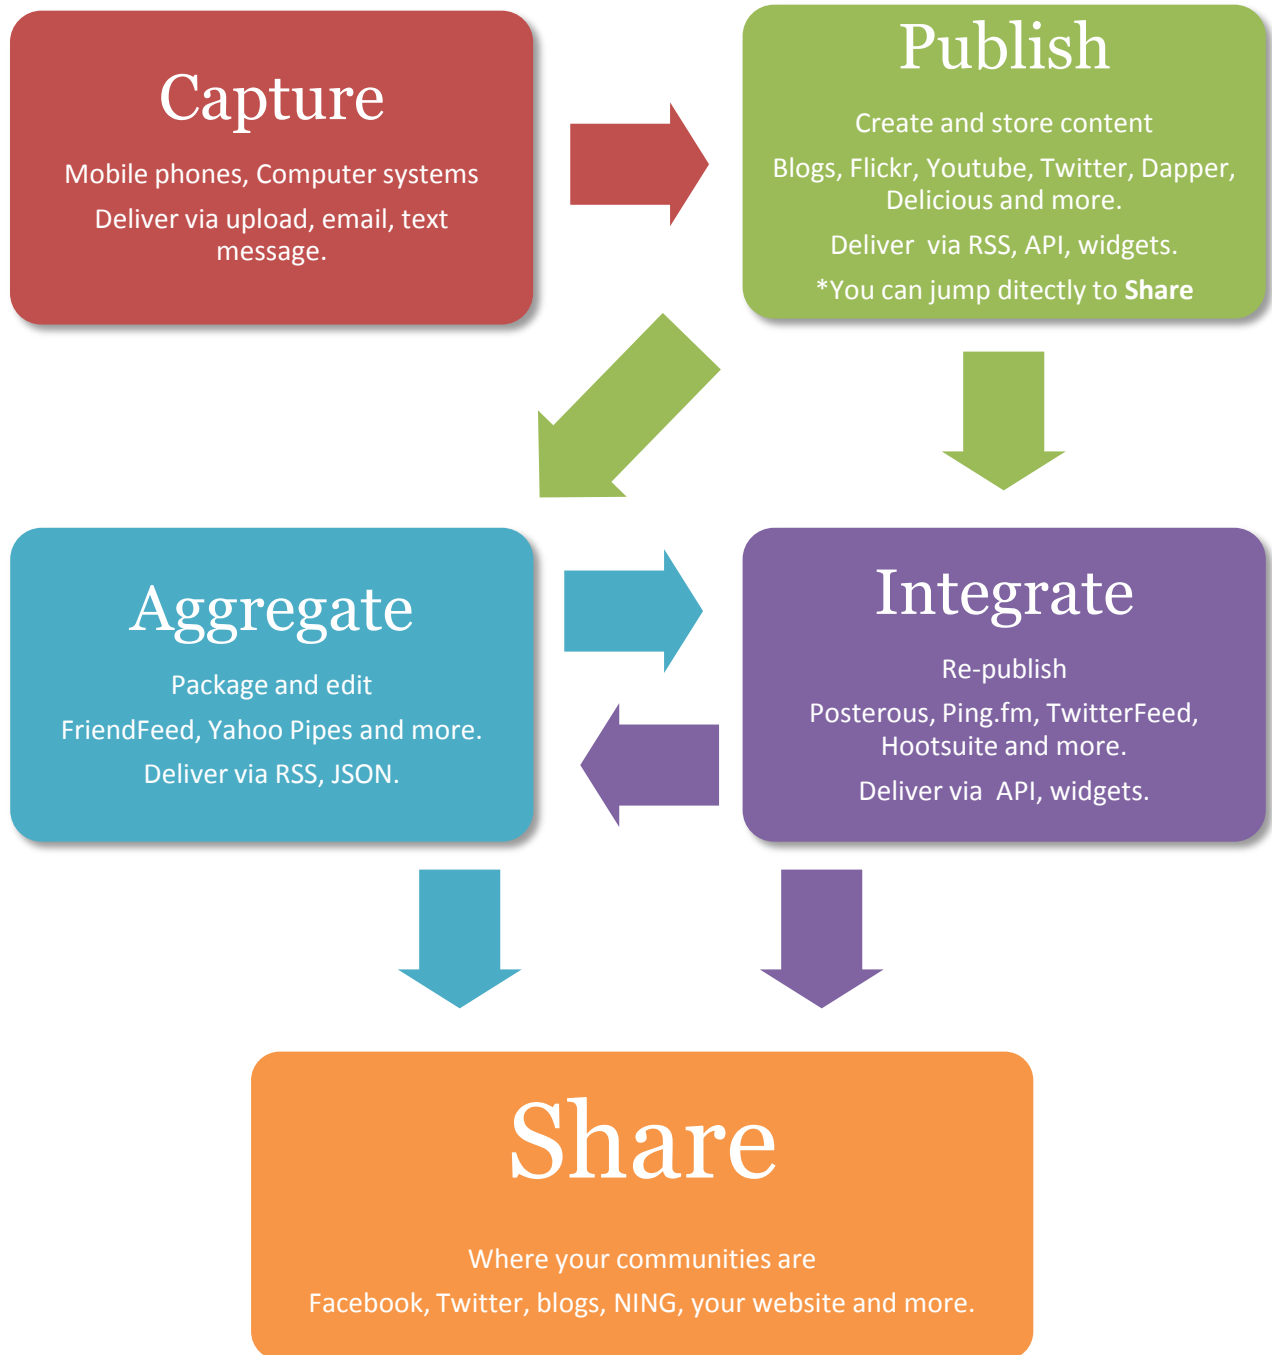 Capture
Mobile phones, Computer systems
Deliver via upload, email, text
message.
Publish
Create and store content
Blogs, Flickr, Youtube, Twitter, Dapper,
Delicious and more.
Deliver  via RSS, API, widgets.
*You can jump ditectly to Share
Aggregate
Package and edit
FriendFeed, Yahoo Pipes and more.
Deliver via RSS, JSON.
Integrate
Re-publish
Posterous, Ping.fm, TwitterFeed,
Hootsuite and more.
Deliver via  API, widgets.
Share
Where your communities are
Facebook, Twitter, blogs, NING, your website and more.